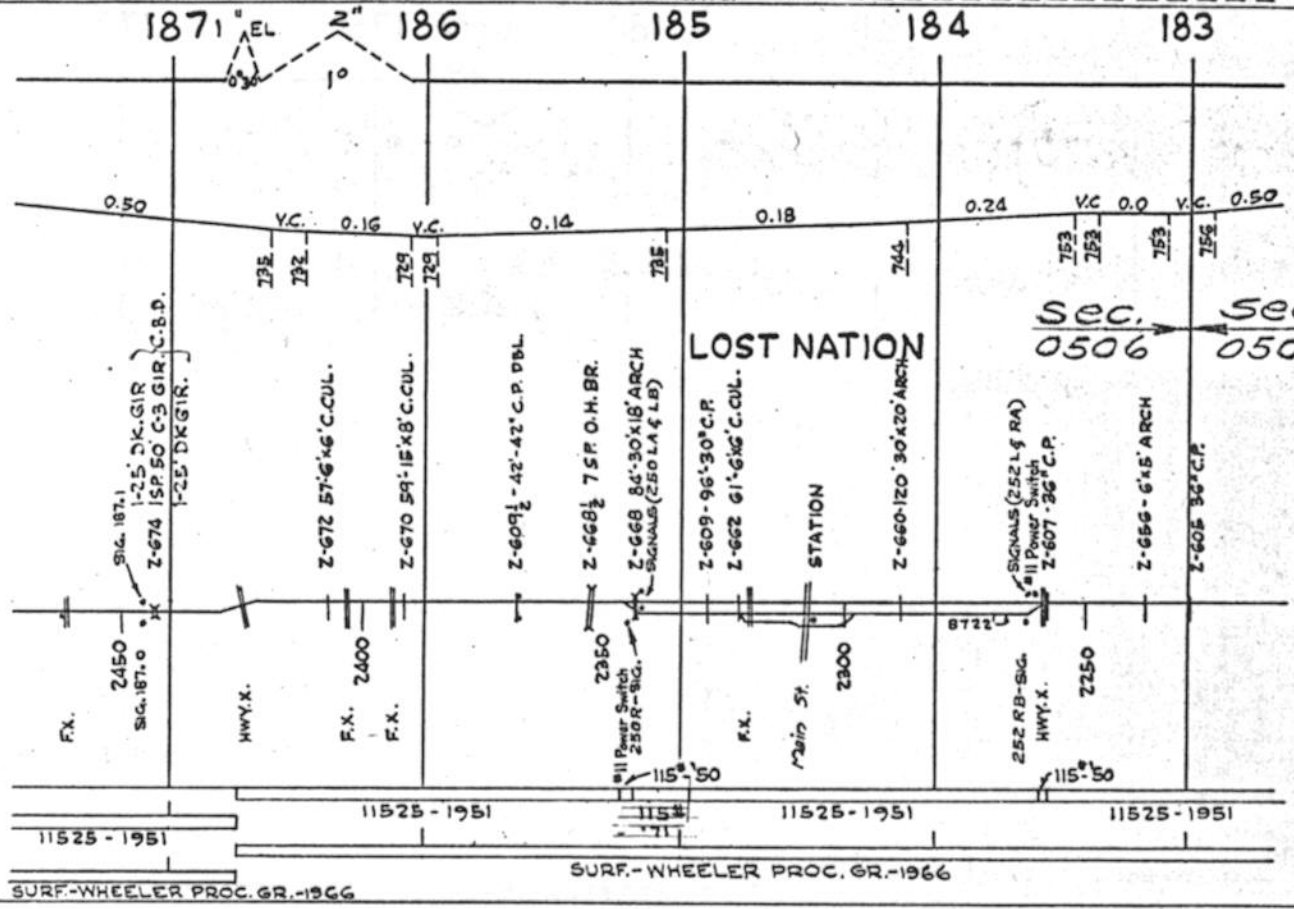 187 1" EL. 2" 186 185 184 183
0°30' 1°
0.50 V.C. 0.16 V.C. 0.14 0.18 0.24 V.C 0.0 V.C. 0.50
735 732 729 729 735 744 753 753 753 756
SEC. 0506
LOST NATION
SIG. 187.1
1-25' DK.GIR
Z-674 1SP. 50' C-3 GIR. C.B.D.
1-25' DK.GIR.
Z-672 57'-6'x6' C.CUL.
Z-670 59'-15'x8' C.CUL.
Z-609½-42'-42" C.P. DBL.
Z-668½ 7 SP. O.H. BR.
Z-668 84'-30'x18' ARCH
SIGNALS (250 LA & LB)
Z-609-96'-30" C.P.
Z-662 61'-6'x6' C.CUL.
STATION
Z-660-120' 30'x20' ARCH
SIGNALS (252 L & RA)
#11 Power Switch
Z-607-36" C.P.
Z-656-6'x5' ARCH
Z-605 36" C.P.
8722'
F.X.
2450
SIG. 187.0
HWY.X.
F.X.
2400
F.X.
2350
#11 Power Switch
250R-SIG.
F.X.
Main St.
2300
252 RB-SIG.
HWY.X.
2250
115#-'50 115#-'50
11525-1951 115# 11525-1951 11525-1951
'71
11525-1951
SURF.-WHEELER PROC. GR.-1966
SURF.-WHEELER PROC. GR.-1966